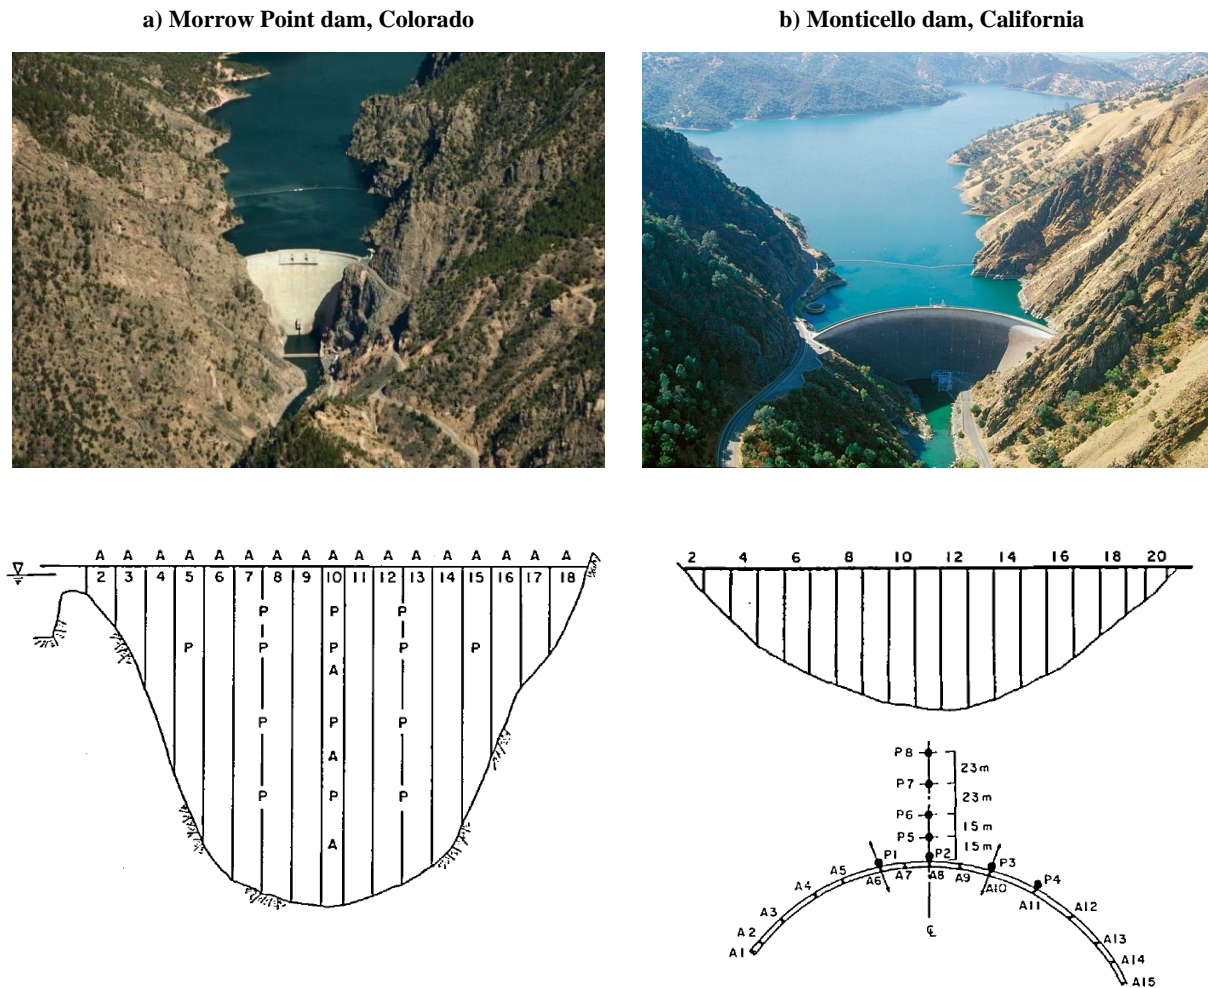 a) Morrow Point dam, Colorado
b) Monticello dam, California
A A A A A A A A A A A A A A A A A
2 3 4 5 6 7 8 9 10 11 12 13 14 15 16 17 18
P P P
P P P P P
A
P P P
A
P P P
A
2 4 6 8 10 12 14 16 18 20
P8
23m
P7
23m
P6
15m
P5
15m
P1 P2 P3
A5 A6 A7 A8 A9 A10 P4
A4 A11
A3 A12
A2 A13
A1 ℄ A14
A15